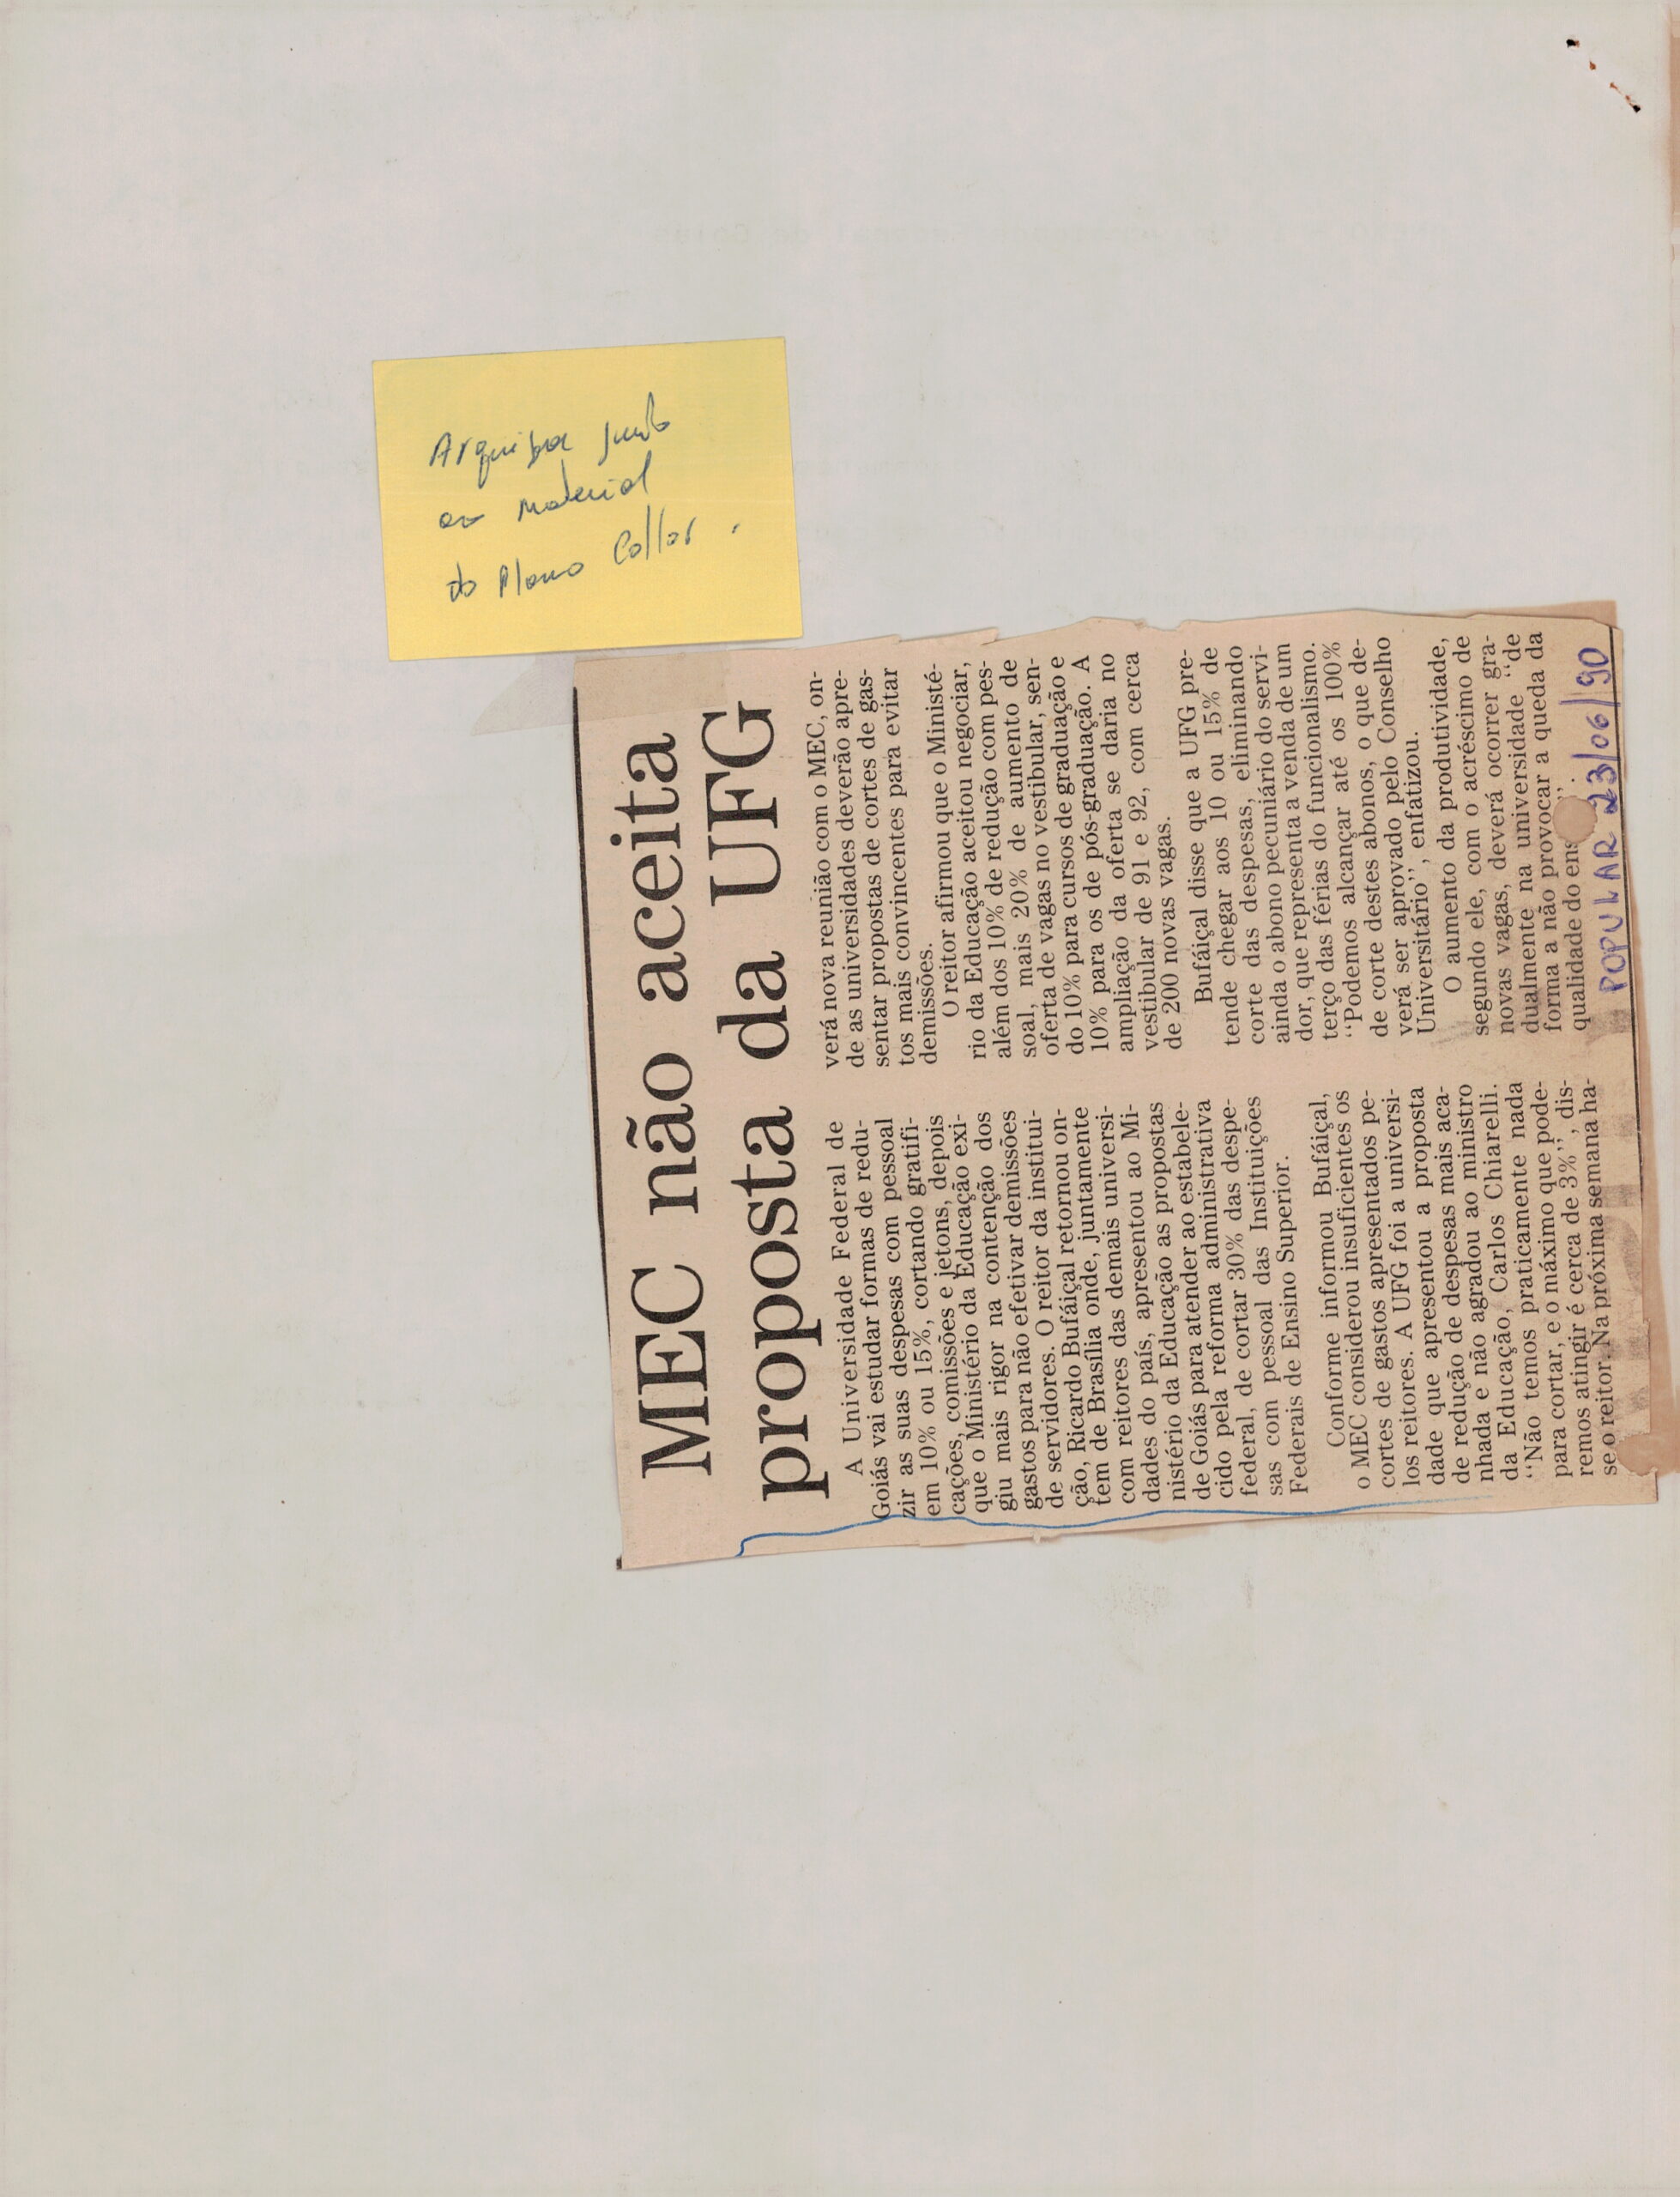 Arquivar junto
ao material
do Plano Collor.
MEC não aceita
proposta da UFG
A Universidade Federal de
Goiás vai estudar formas de redu-
zir as suas despesas com pessoal
em 10% ou 15%, cortando gratifi-
cações, comissões e jetons, depois
que o Ministério da Educação exi-
giu mais rigor na contenção dos
gastos para não efetivar demissões
de servidores. O reitor da institui-
ção, Ricardo Bufáiçal retornou on-
tem de Brasília onde, juntamente
com reitores das demais universi-
dades do país, apresentou ao Mi-
nistério da Educação as propostas
de Goiás para atender ao estabele-
cido pela reforma administrativa
federal, de cortar 30% das despe-
sas com pessoal das Instituições
Federais de Ensino Superior.
Conforme informou Bufáiçal,
o MEC considerou insuficientes os
cortes de gastos apresentados pe-
los reitores. A UFG foi a universi-
dade que apresentou a proposta
de redução de despesas mais aca-
nhada e não agradou ao ministro
da Educação, Carlos Chiarelli.
“Não temos praticamente nada
para cortar, e o máximo que pode-
remos atingir é cerca de 3%”, dis-
se o reitor. Na próxima semana ha-
verá nova reunião com o MEC, on-
de as universidades deverão apre-
sentar propostas de cortes de gas-
tos mais convincentes para evitar
demissões.
O reitor afirmou que o Ministé-
rio da Educação aceitou negociar,
além dos 10% de redução com pes-
soal, mais 20% de aumento de
oferta de vagas no vestibular, sen-
do 10% para cursos de graduação e
10% para os de pós-graduação. A
ampliação da oferta se daria no
vestibular de 91 e 92, com cerca
de 200 novas vagas.
Bufáiçal disse que a UFG pre-
tende chegar aos 10 ou 15% de
corte das despesas, eliminando
ainda o abono pecuniário do servi-
dor, que representa a venda de um
terço das férias do funcionalismo.
“Podemos alcançar até os 100%
de corte destes abonos, o que de-
verá ser aprovado pelo Conselho
Universitário”, enfatizou.
O aumento da produtividade,
segundo ele, com o acréscimo de
novas vagas, deverá ocorrer gra-
dualmente na universidade “de
forma a não provocar a queda da
qualidade do ens”.
POPULAR 23/06/90